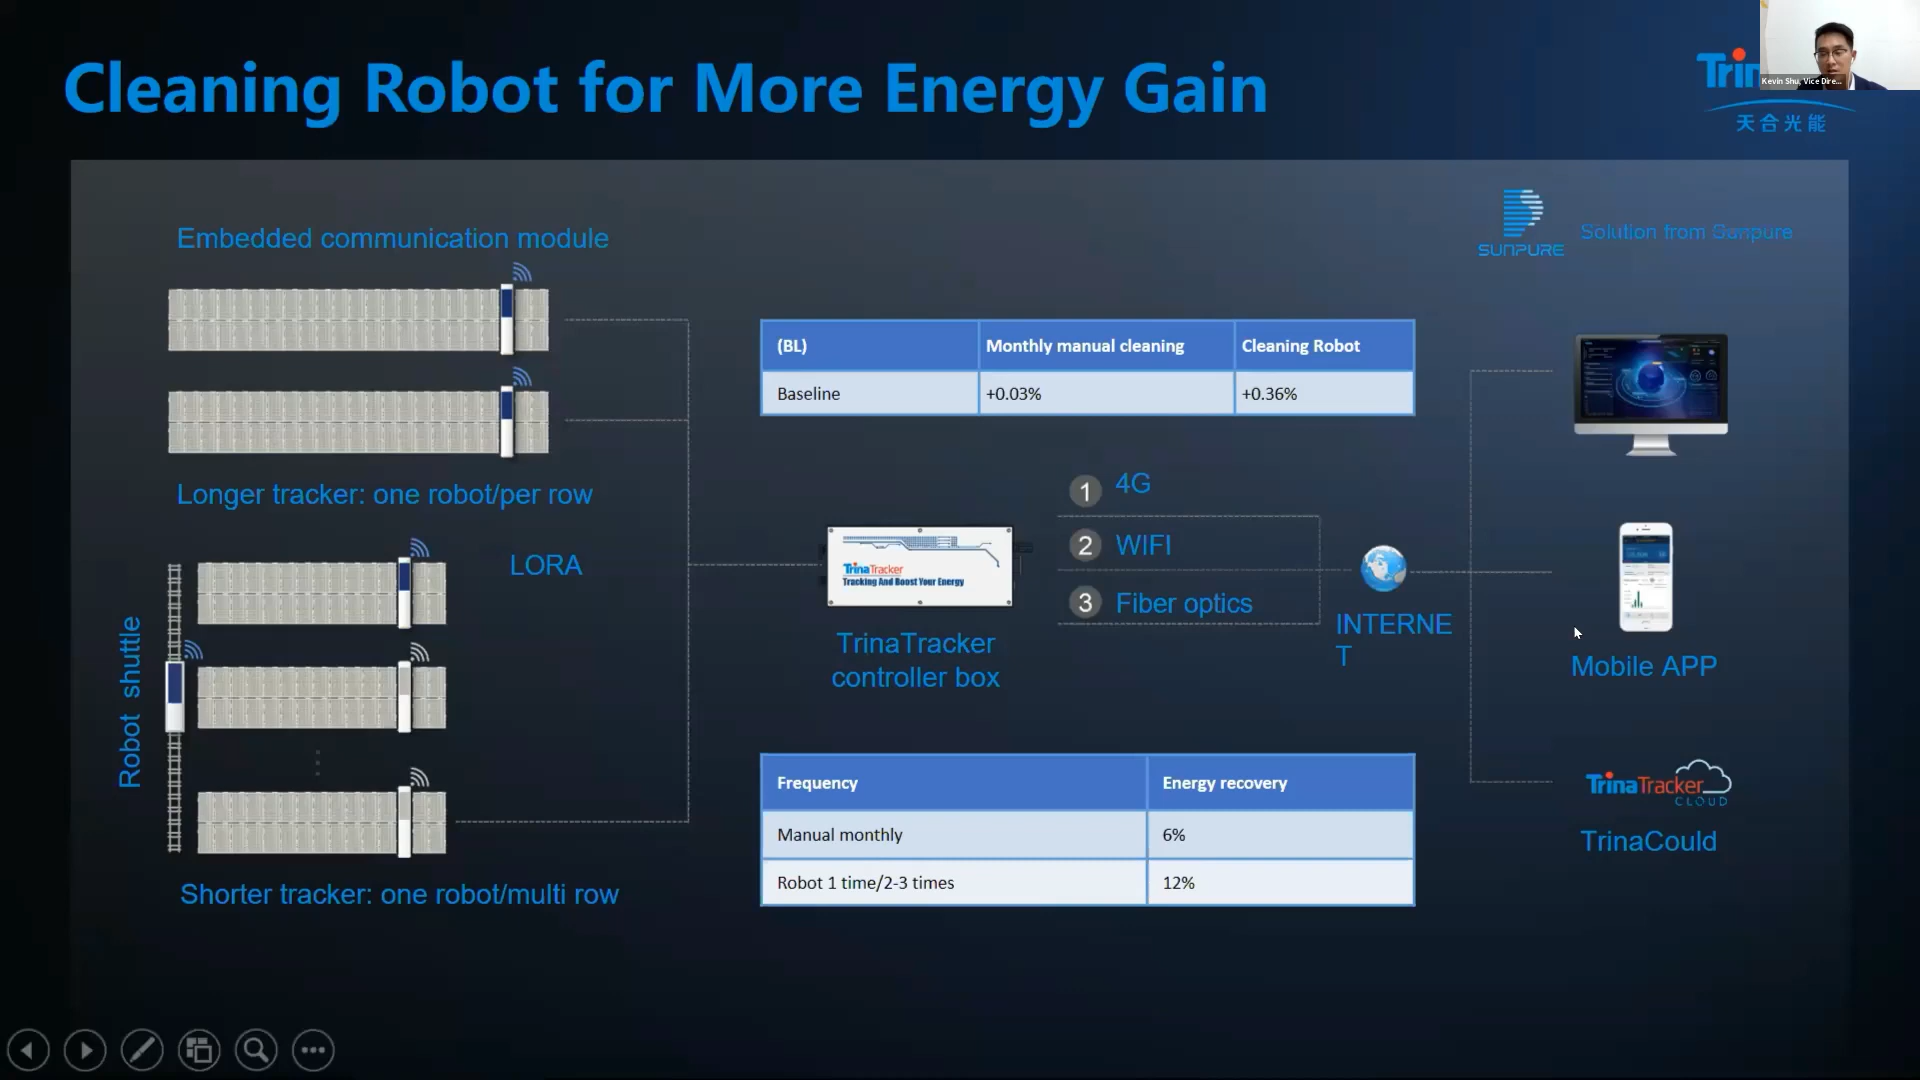 Cleaning Robot for More Energy Gain
Kevin Shu, Vice Dire...
天合光能
Embedded communication module
SUNPURE
Solution from Sunpure
(BL) Monthly manual cleaning Cleaning Robot
Baseline +0.03% +0.36%
Longer tracker: one robot/per row
LORA
Robot shuttle
Shorter tracker: one robot/multi row
TrinaTracker
Tracking And Boost Your Energy
TrinaTracker
controller box
1 4G
2 WIFI
3 Fiber optics
INTERNE
T
Frequency Energy recovery
Manual monthly 6%
Robot 1 time/2-3 times 12%
Mobile APP
TrinaTracker
CLOUD
TrinaCould